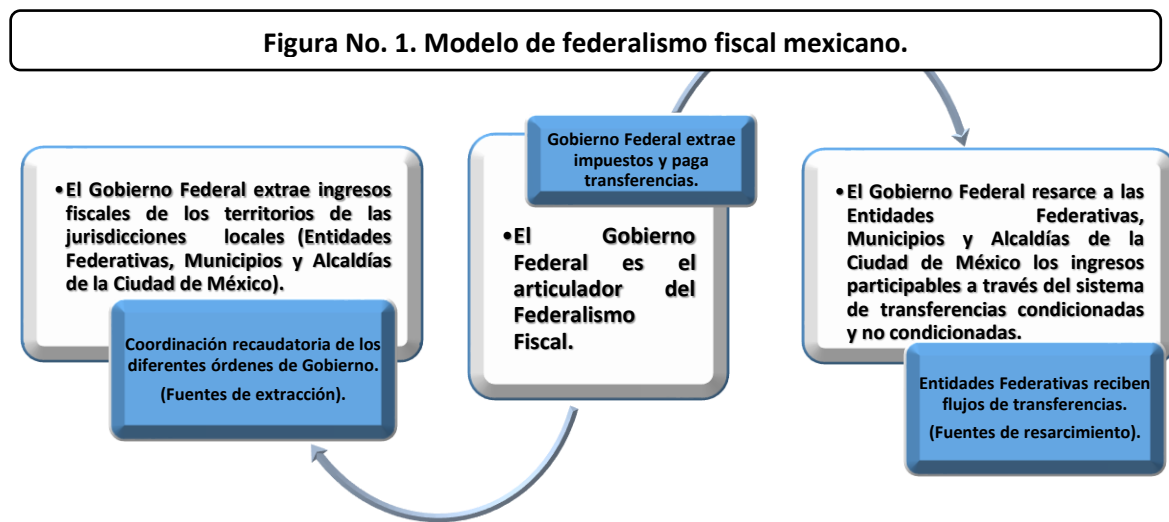 Figura No. 1. Modelo de federalismo fiscal mexicano.
•El Gobierno Federal extrae ingresos
fiscales de los territorios de las
jurisdicciones locales (Entidades
Federativas, Municipios y Alcaldías
de la Ciudad de México).
Coordinación recaudatoria de los
diferentes órdenes de Gobierno.
(Fuentes de extracción).
Gobierno Federal extrae
impuestos y paga
transferencias.
•El Gobierno
Federal es el
articulador del
Federalismo
Fiscal.
•El Gobierno Federal resarce a las
Entidades Federativas,
Municipios y Alcaldías de la
Ciudad de México los ingresos
participables a través del sistema
de transferencias condicionadas
y no condicionadas.
Entidades Federativas reciben
flujos de transferencias.
(Fuentes de resarcimiento).